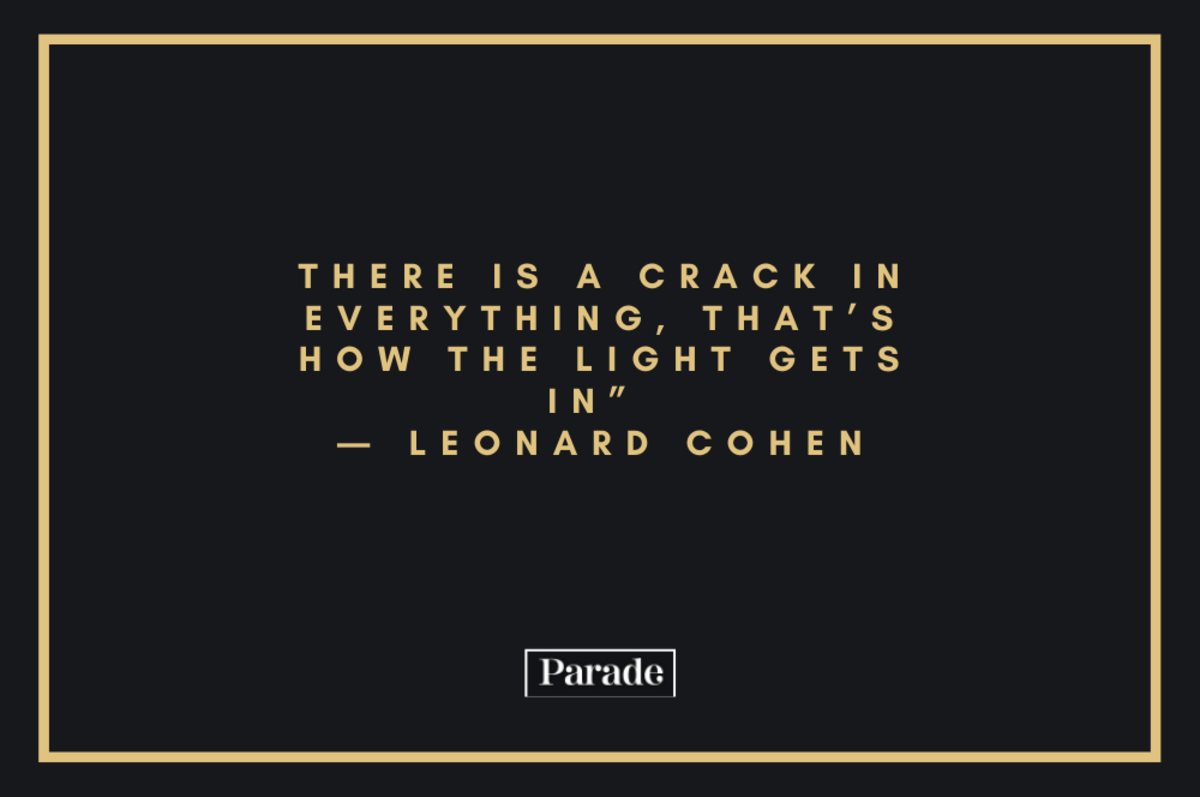 THERE IS A CRACK IN
EVERYTHING, THAT’S
HOW THE LIGHT GETS
IN”
— LEONARD COHEN
Parade